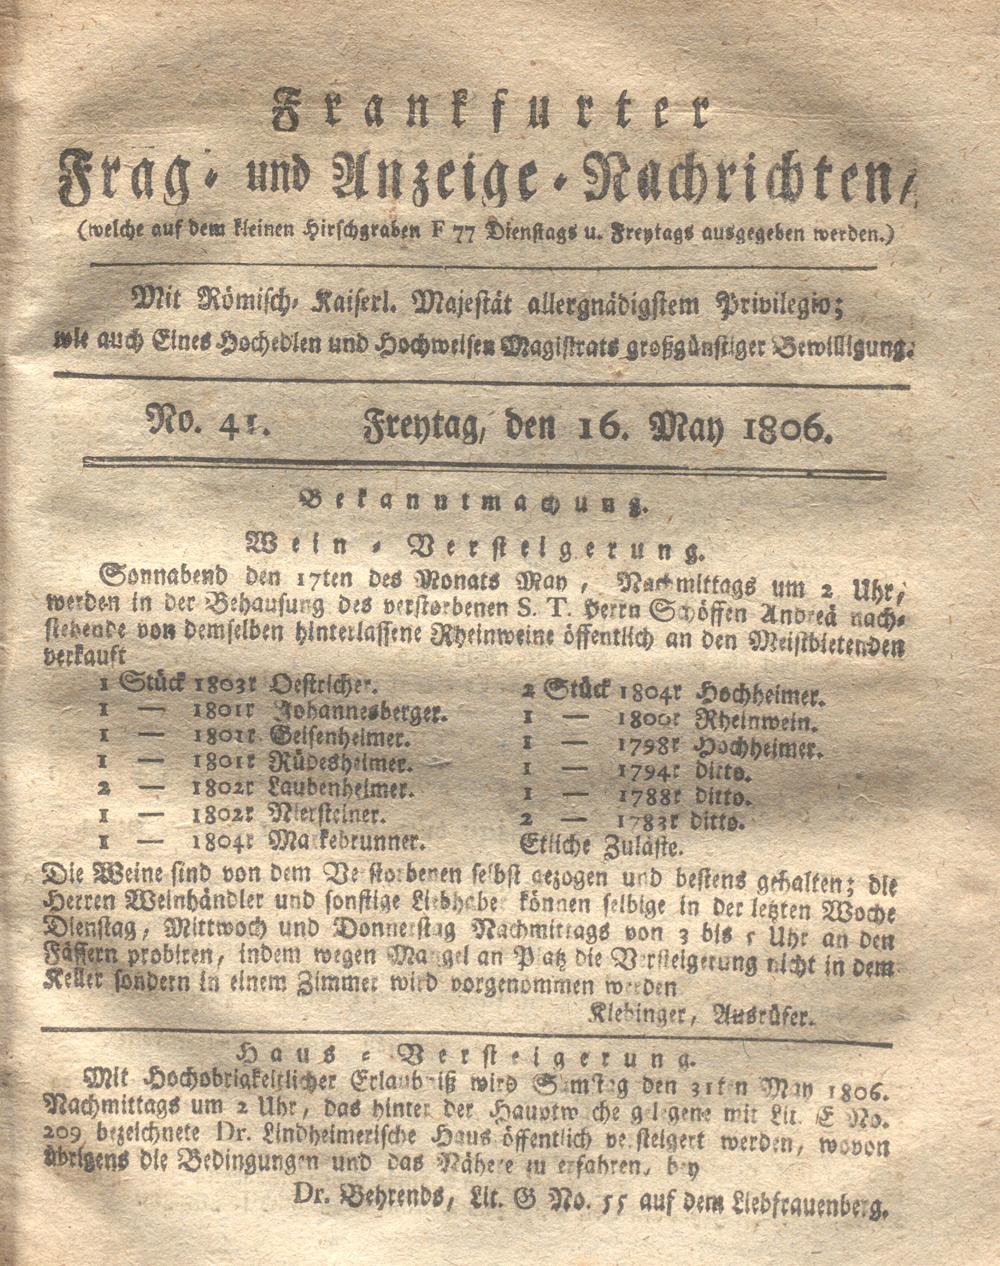 Frankfurter
Frag- und Anzeige-Nachrichten,
(welche auf dem kleinen Hirschgraben F 77 Dienstags u. Freytags ausgegeben werden.)
Mit Römisch- Kaiserl. Majestät allergnädigstem Privilegio;
wie auch Eines Hochedlen und Hochweisen Magistrats großgünstiger Bewilligung.
No. 41. Freytag, den 16. May 1806.
Bekanntmachung.
Wein-Versteigerung.
Sonnabend den 17ten des Monats May, Nachmittags um 2 Uhr,
werden in der Behausung des verstorbenen S. T. Herrn Schöffen Andreä nach-
stehende von demselben hinterlassene Rheinweine öffentlich an den Meistbietenden
verkauft
1 Stück 1803r Oestricher.
1 — 1801r Johannesberger.
1 — 1801r Geisenheimer.
1 — 1801r Rüdesheimer.
2 — 1802r Laubenheimer.
1 — 1802r Niersteiner.
1 — 1804r Markebrunner.
2 Stück 1804r Hochheimer.
1 — 1800r Rheinwein.
1 — 1798r Hochheimer.
1 — 1794r ditto.
1 — 1788r ditto.
2 — 1783r ditto.
Etliche Zuläste.
Die Weine sind von dem Verstorbenen selbst gezogen und bestens gehalten; die
Herren Weinhändler und sonstige Liebhaber können selbige in der letzten Woche
Dienstag, Mittwoch und Donnerstag Nachmittags von 3 bis 5 Uhr an den
Fässern probiren, indem wegen Mangel an Platz die Versteigerung nicht in dem
Keller sondern in einem Zimmer wird vorgenommen werden
Klebinger, Ausrüfer.
Haus-Versteigerung.
Mit Hochobrigkeitlicher Erlaubniß wird Samstag den 31ten May 1806.
Nachmittags um 2 Uhr, das hinter der Hauptwache gelegene mit Lit. E No.
209 bezeichnete Dr. Lindheimerische Haus öffentlich versteigert werden, wovon
übrigens die Bedingungen und das Nähere zu erfahren, bey
Dr. Behrends, Lit. G No. 55 auf dem Liebfrauenberg.